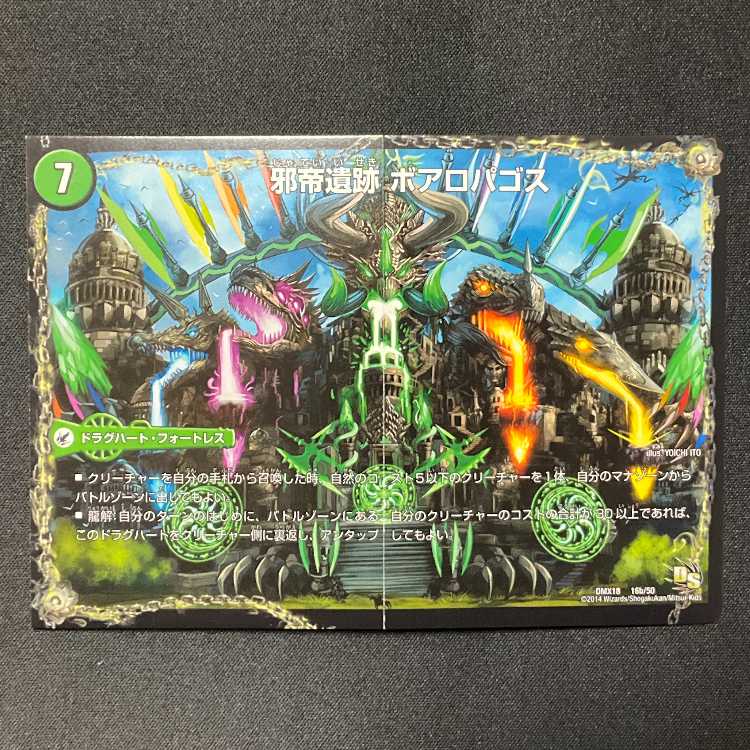 じゃ てい い せき
7
邪帝遺跡 ボアロパゴス
ドラグハート・フォートレス
illus. YOICHI ITO
■ クリーチャーを自分の手札から召喚した時、自然のコスト5以下のクリーチャーを1体、自分のマナゾーンから
バトルゾーンに出してもよい。
■ 龍解:自分のターンのはじめに、バトルゾーンにある自分のクリーチャーのコストの合計が30以上であれば、
このドラグハートをクリーチャー側に裏返し、アンタップしてもよい。
DS
DMX18 16b/50
©2014 Wizards/Shogakukan/Mitsui-Kids